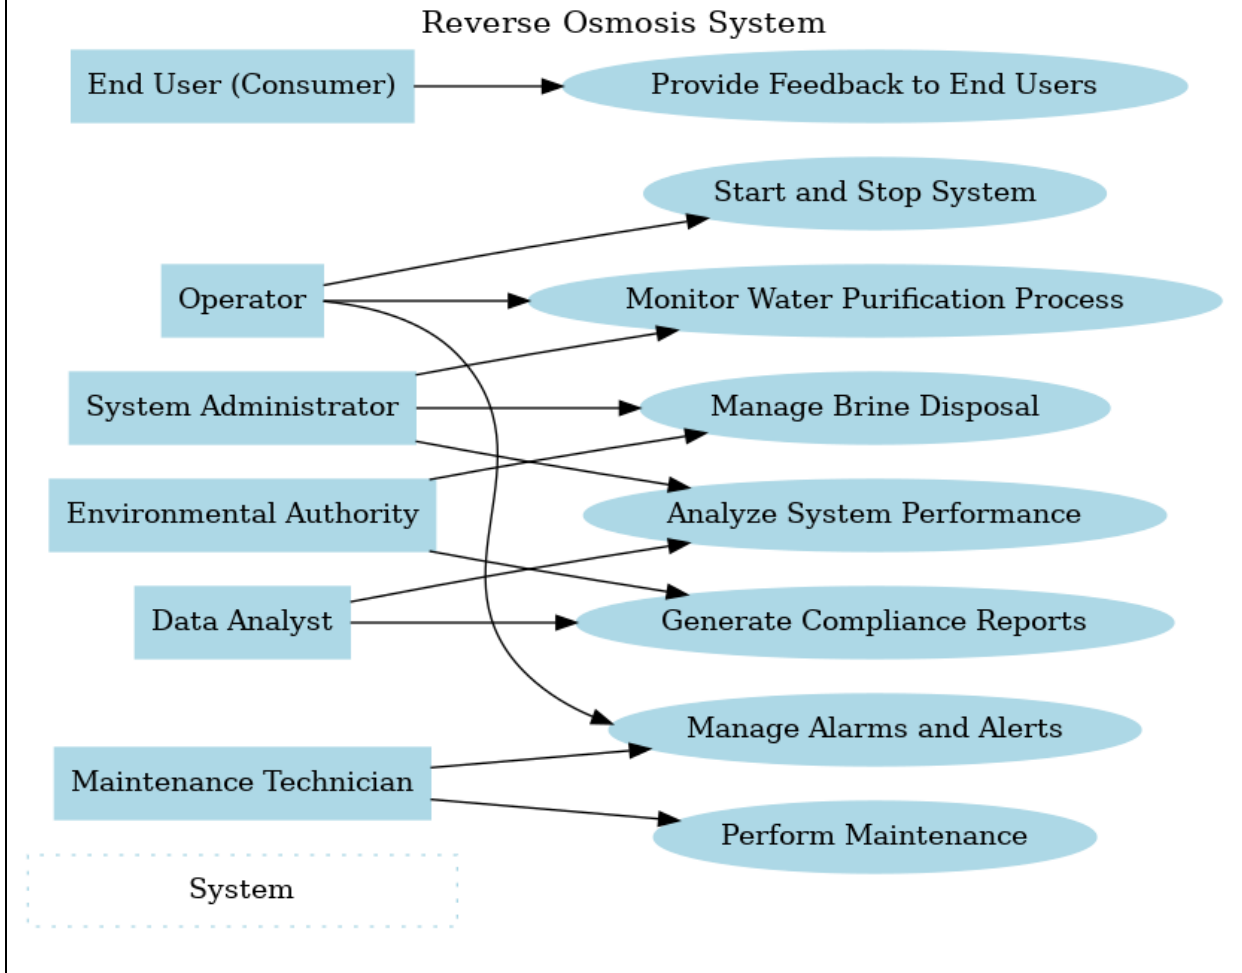 Reverse Osmosis System
End User (Consumer)
Provide Feedback to End Users
Start and Stop System
Operator
Monitor Water Purification Process
System Administrator
Manage Brine Disposal
Environmental Authority
Analyze System Performance
Data Analyst
Generate Compliance Reports
Manage Alarms and Alerts
Maintenance Technician
Perform Maintenance
System